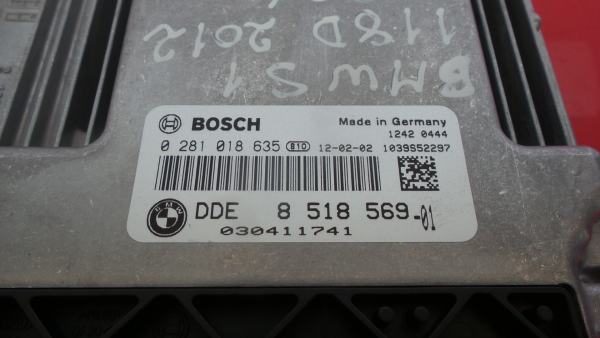 BMW S1
118D 2012
BOSCH
Made in Germany
1242 0444
0 281 018 635 810 12-02-02 1039S52297
BMW
DDE 8 518 569-01
030411741